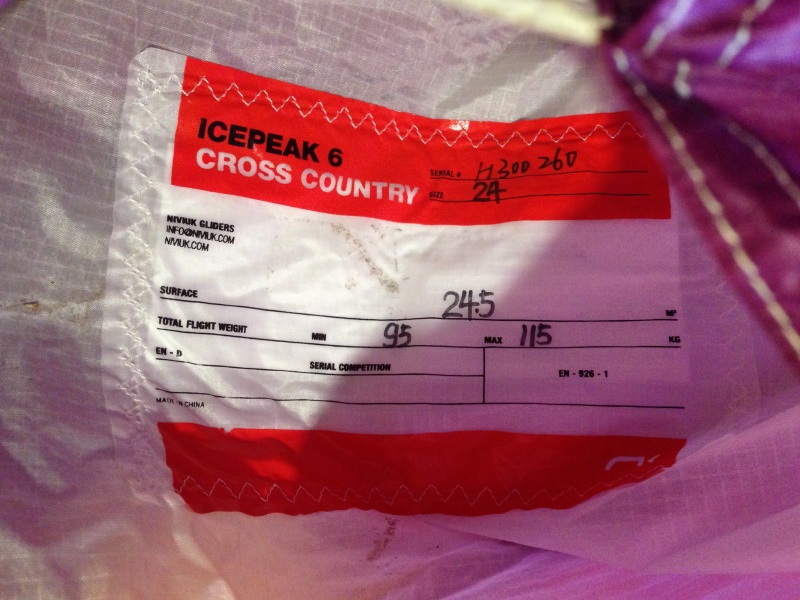 ICEPEAK 6
CROSS COUNTRY
SERIAL # H300260
SIZE 24
NIVIUK GLIDERS
INFO@NIVIUK.COM
NIVIUK.COM
SURFACE 24.5 M²
TOTAL FLIGHT WEIGHT MIN 95 MAX 115 KG
EN - D SERIAL COMPETITION EN - 926 - 1
MADE IN CHINA